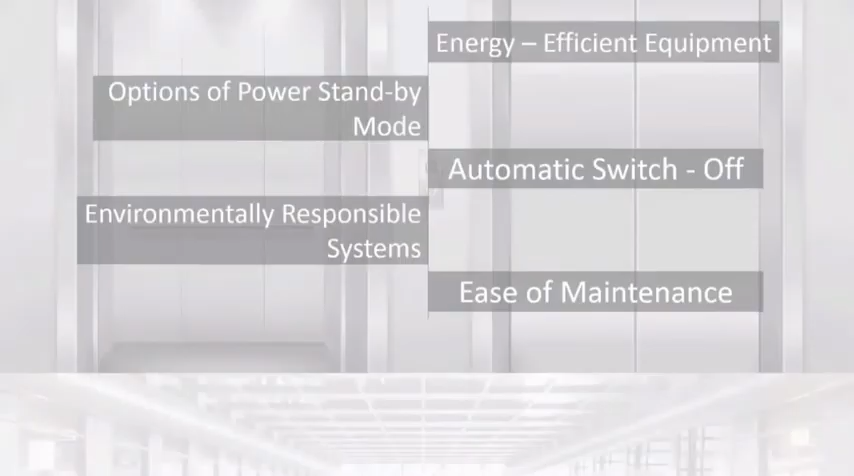 Energy – Efficient Equipment
Options of Power Stand-by
Mode
Automatic Switch - Off
Environmentally Responsible
Systems
Ease of Maintenance